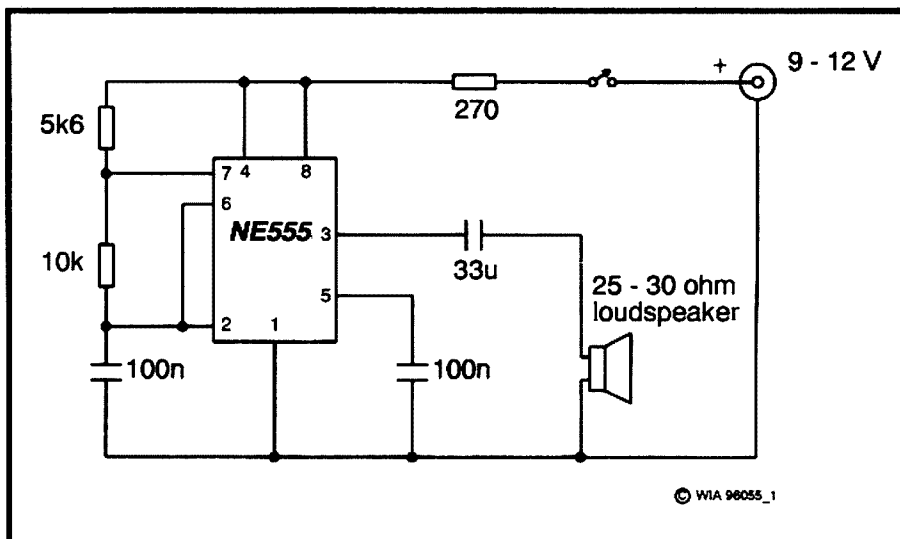 9 - 12 V
+
270
5k6
4
8
7
6
NE555
3
10k
33u
25 - 30 ohm
loudspeaker
5
2
1
100n
100n
© WIA 96055_1